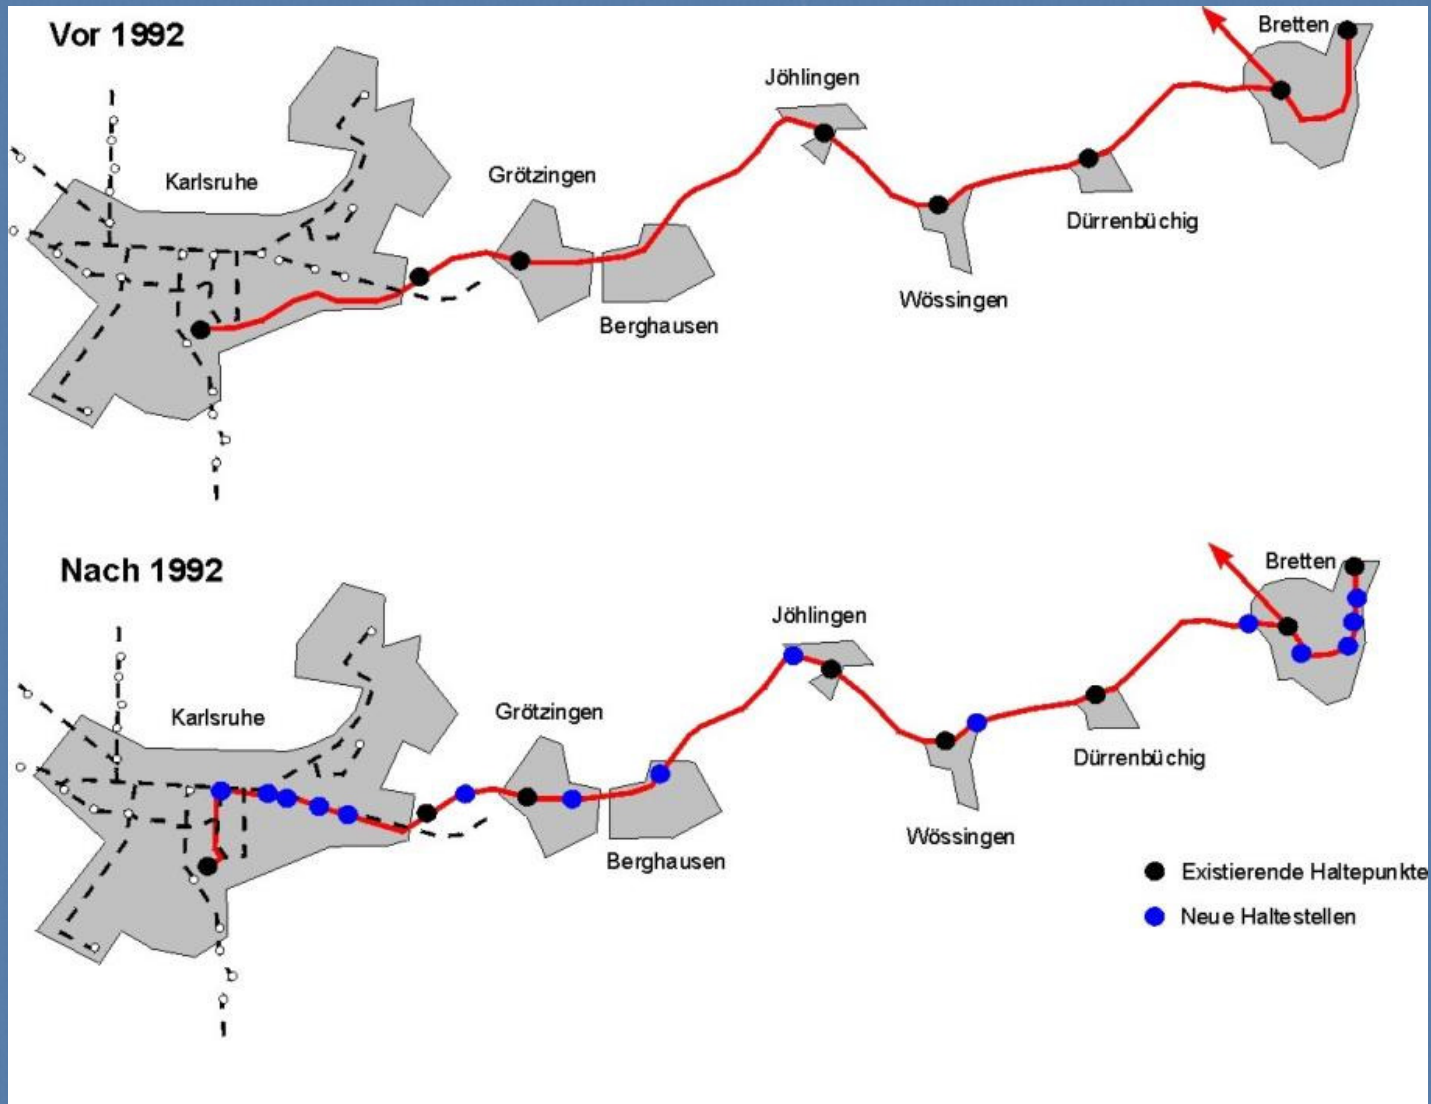 Vor 1992
Bretten
Jöhlingen
Karlsruhe
Grötzingen
Dürrenbüchig
Wössingen
Berghausen
Nach 1992
Bretten
Jöhlingen
Karlsruhe
Grötzingen
Dürrenbüchig
Wössingen
Berghausen
Existierende Haltepunkte
Neue Haltestellen